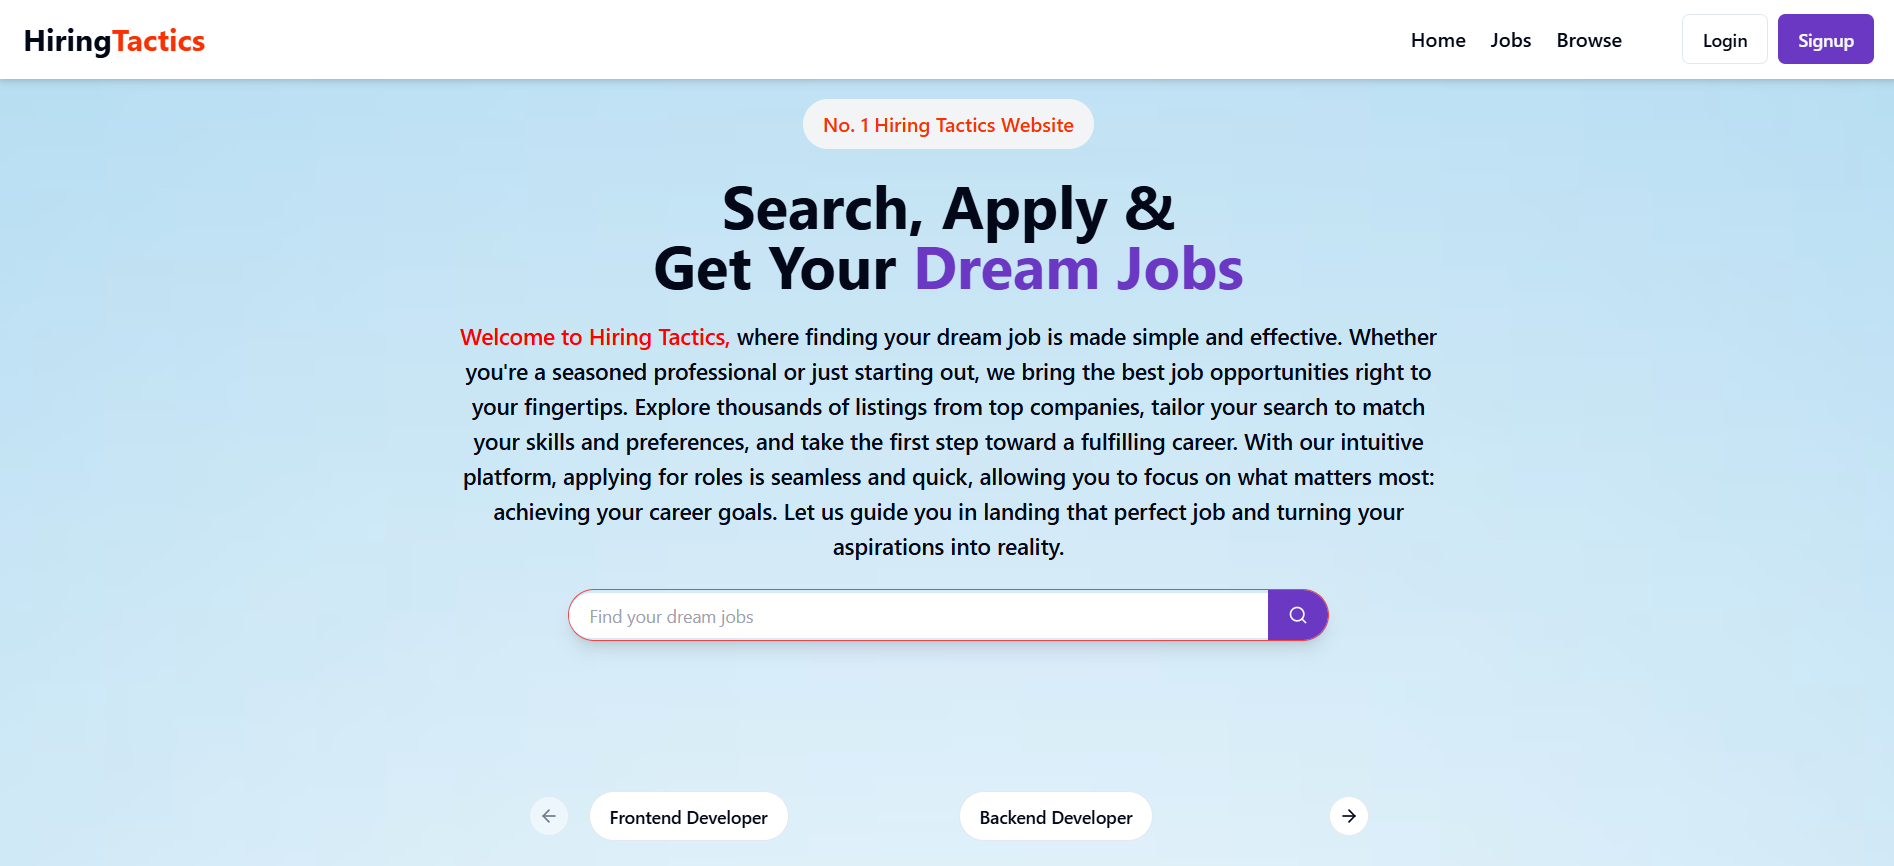 HiringTactics
Home
Jobs
Browse
Login
Signup
No. 1 Hiring Tactics Website
Search, Apply &
Get Your Dream Jobs
Welcome to Hiring Tactics, where finding your dream job is made simple and effective. Whether
you're a seasoned professional or just starting out, we bring the best job opportunities right to
your fingertips. Explore thousands of listings from top companies, tailor your search to match
your skills and preferences, and take the first step toward a fulfilling career. With our intuitive
platform, applying for roles is seamless and quick, allowing you to focus on what matters most:
achieving your career goals. Let us guide you in landing that perfect job and turning your
aspirations into reality.
Find your dream jobs
Frontend Developer
Backend Developer